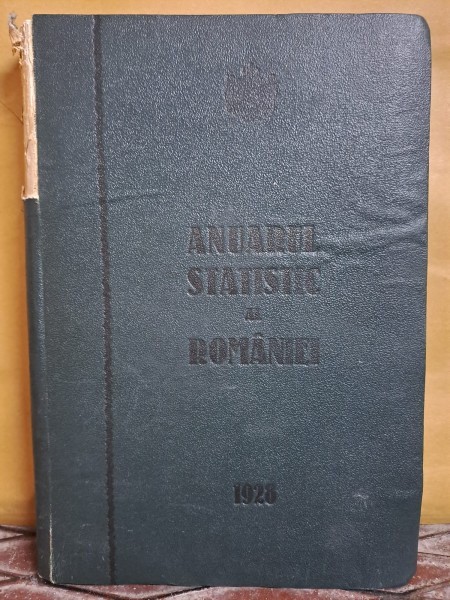 ANUARUL
STATISTIC
AL
ROMÂNIEI
1928